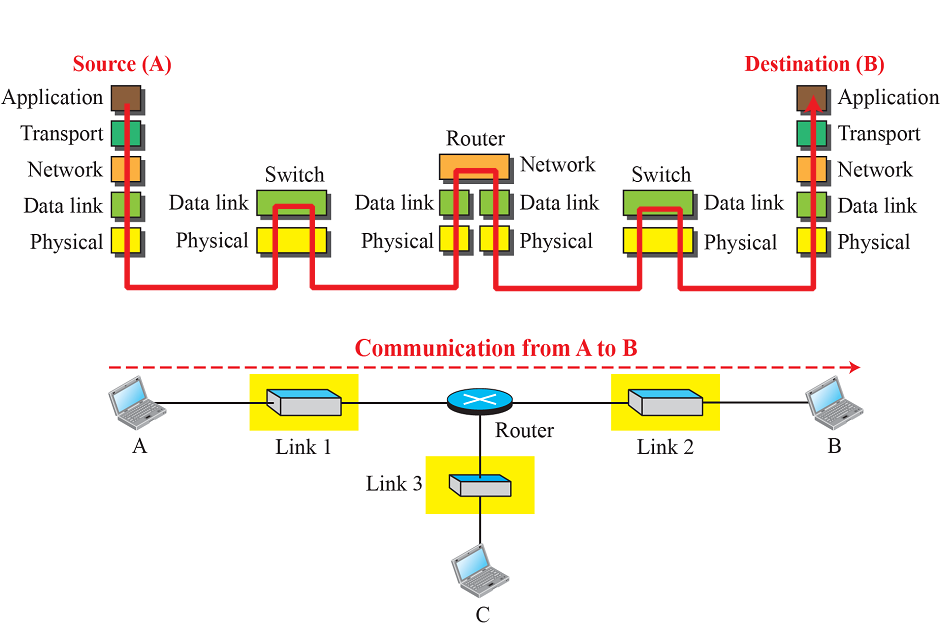 Source (A)
Destination (B)
Application
Application
Transport
Transport
Router
Network
Network
Network
Switch
Switch
Data link
Data link
Data link
Data link
Data link
Data link
Physical
Physical
Physical
Physical
Physical
Physical
Communication from A to B
A
Link 1
Router
Link 2
B
Link 3
C